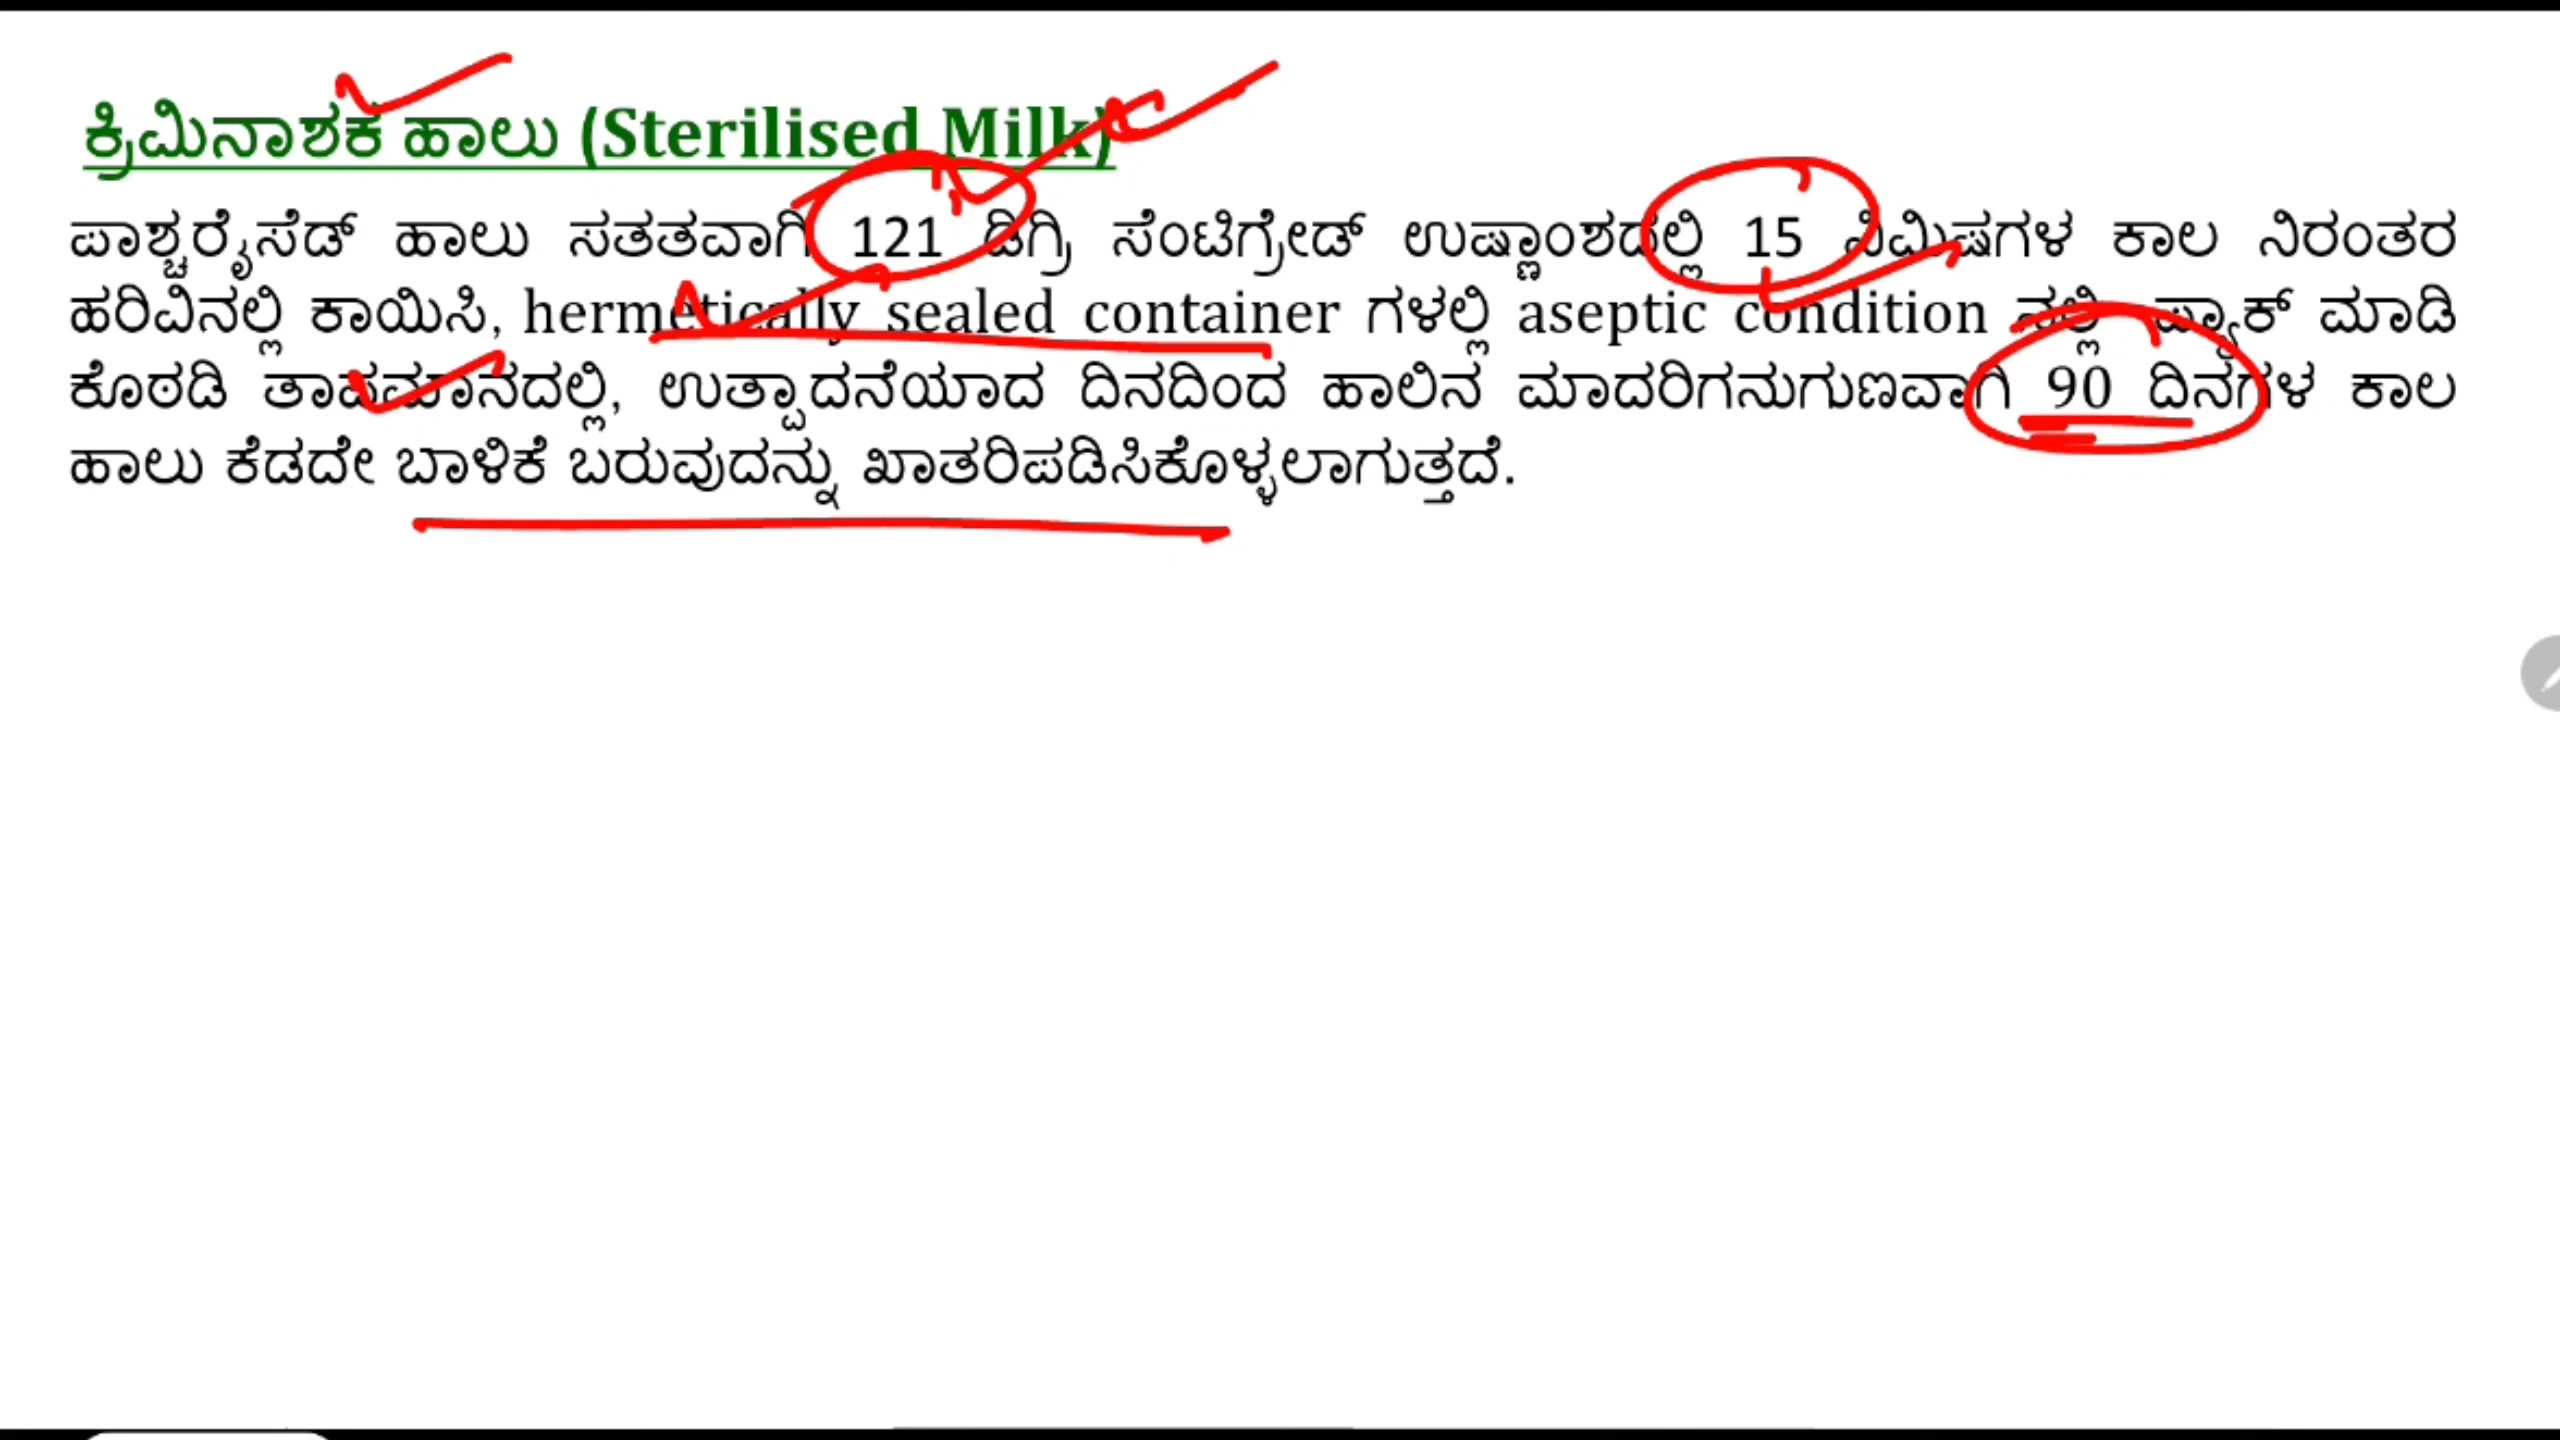 ಕ್ರಿಮಿನಾಶಕ ಹಾಲು (Sterilised Milk)
ಪಾಶ್ಚರೈಸೆಡ್ ಹಾಲು ಸತತವಾಗಿ 121 ಡಿಗ್ರಿ ಸೆಂಟಿಗ್ರೇಡ್ ಉಷ್ಣಾಂಶದಲ್ಲಿ 15 ನಿಮಿಷಗಳ ಕಾಲ ನಿರಂತರ
ಹರಿವಿನಲ್ಲಿ ಕಾಯಿಸಿ, hermetically sealed container ಗಳಲ್ಲಿ aseptic condition ನಲ್ಲಿ ಪ್ಯಾಕ್ ಮಾಡಿ
ಕೊಠಡಿ ತಾಪಮಾನದಲ್ಲಿ, ಉತ್ಪಾದನೆಯಾದ ದಿನದಿಂದ ಹಾಲಿನ ಮಾದರಿಗನುಗುಣವಾಗಿ 90 ದಿನಗಳ ಕಾಲ
ಹಾಲು ಕೆಡದೇ ಬಾಳಿಕೆ ಬರುವುದನ್ನು ಖಾತರಿಪಡಿಸಿಕೊಳ್ಳಲಾಗುತ್ತದೆ.